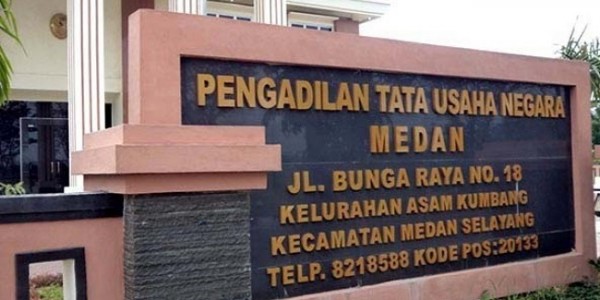 PENGADILAN TATA USAHA NEGARA
MEDAN
JL. BUNGA RAYA NO. 18
KELURAHAN ASAM KUMBANG
KECAMATAN MEDAN SELAYANG
TELP. 8218588 KODE POS:20133